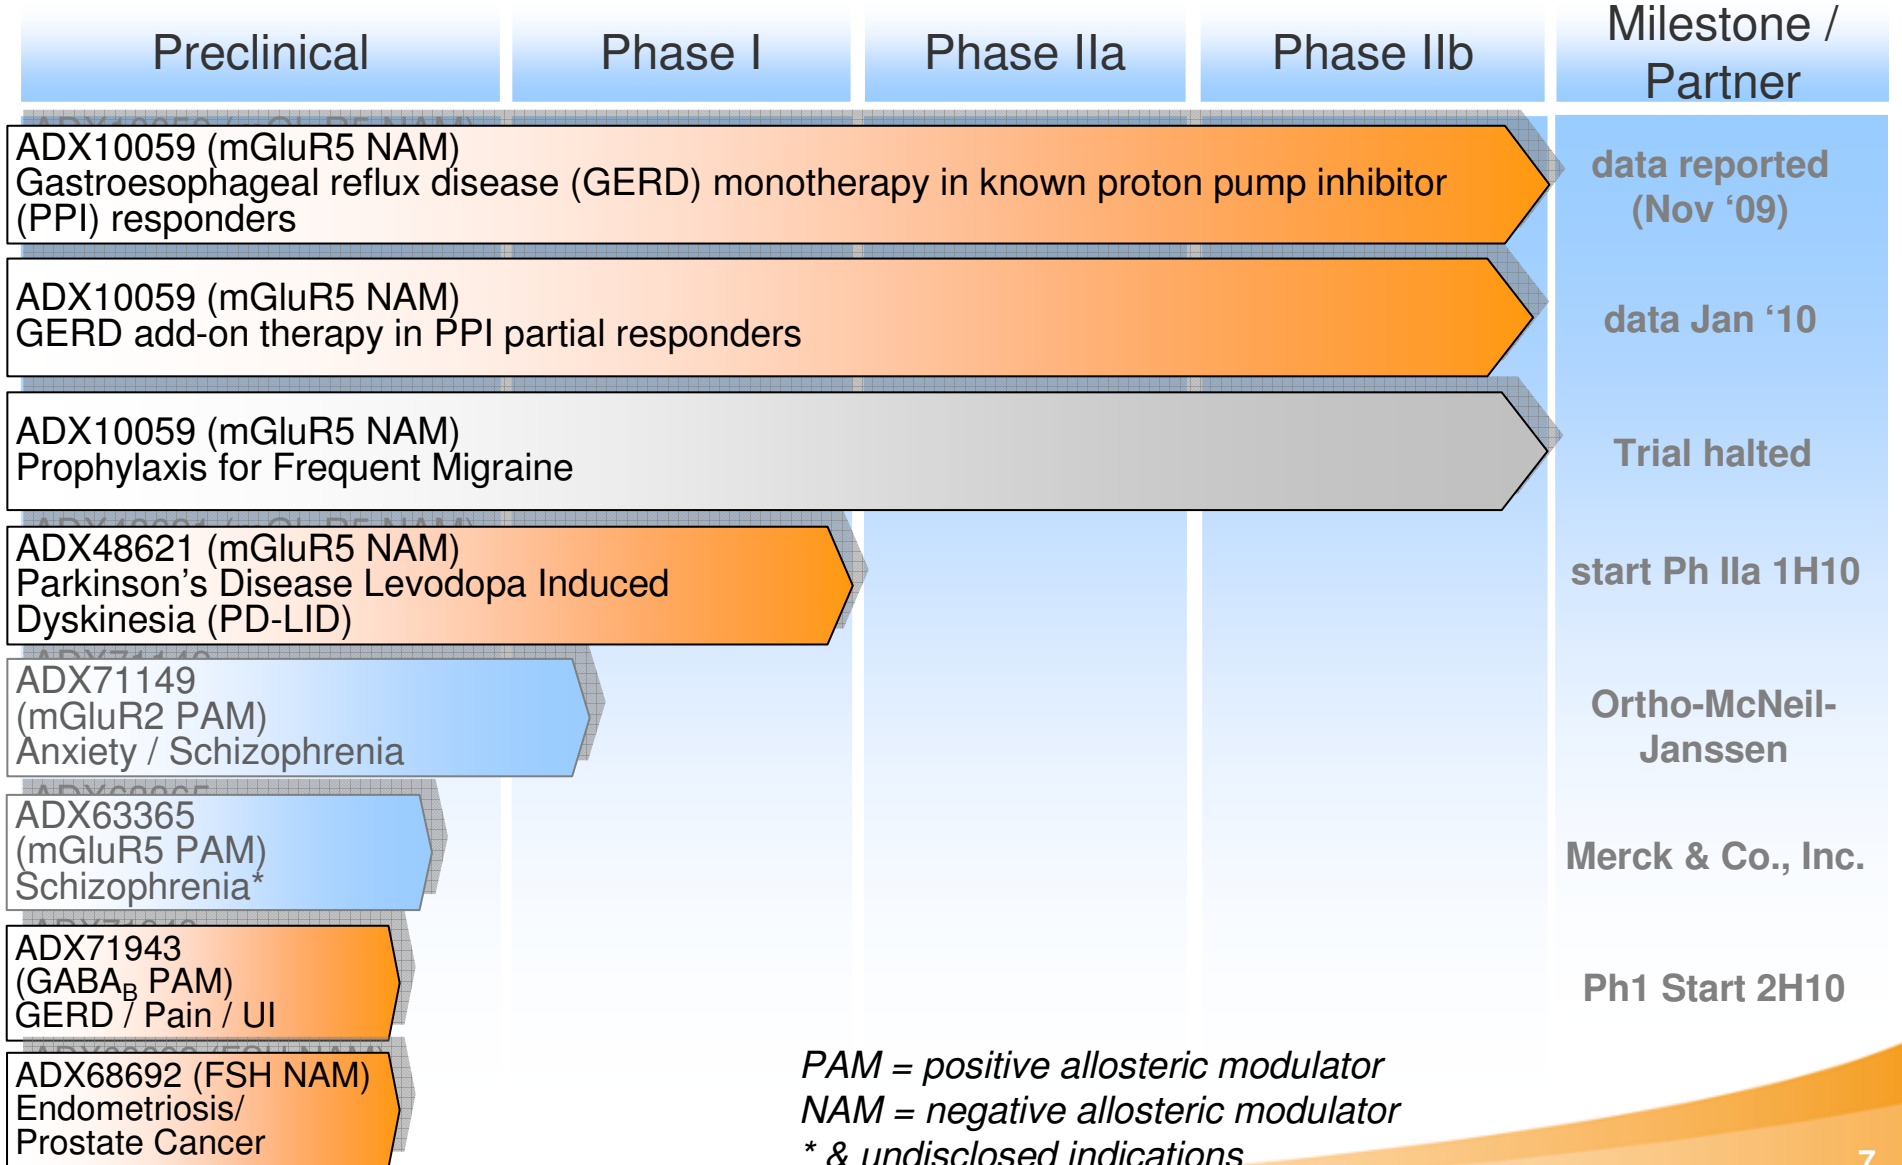 Preclinical
Phase I
Phase IIa
Phase IIb
Milestone /
Partner
ADX10059 (mGluR5 NAM)
Gastroesophageal reflux disease (GERD) monotherapy in known proton pump inhibitor
(PPI) responders
data reported
(Nov ‘09)
ADX10059 (mGluR5 NAM)
GERD add-on therapy in PPI partial responders
data Jan ‘10
ADX10059 (mGluR5 NAM)
Prophylaxis for Frequent Migraine
Trial halted
ADX48621 (mGluR5 NAM)
Parkinson’s Disease Levodopa Induced
Dyskinesia (PD-LID)
start Ph IIa 1H10
ADX71149
(mGluR2 PAM)
Anxiety / Schizophrenia
Ortho-McNeil-
Janssen
ADX63365
(mGluR5 PAM)
Schizophrenia*
Merck & Co., Inc.
ADX71943
(GABAB PAM)
GERD / Pain / UI
Ph1 Start 2H10
ADX68692 (FSH NAM)
Endometriosis/
Prostate Cancer
PAM = positive allosteric modulator
NAM = negative allosteric modulator
* & undisclosed indications
7